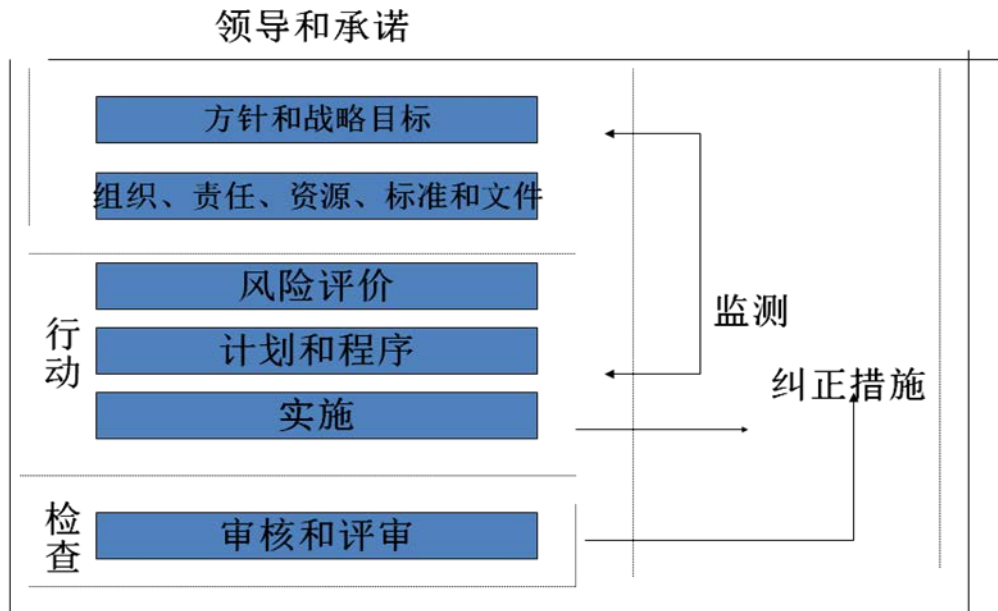 领导和承诺
方针和战略目标
组织、责任、资源、标准和文件
风险评价
行动
计划和程序
监测
纠正措施
实施
检查
审核和评审